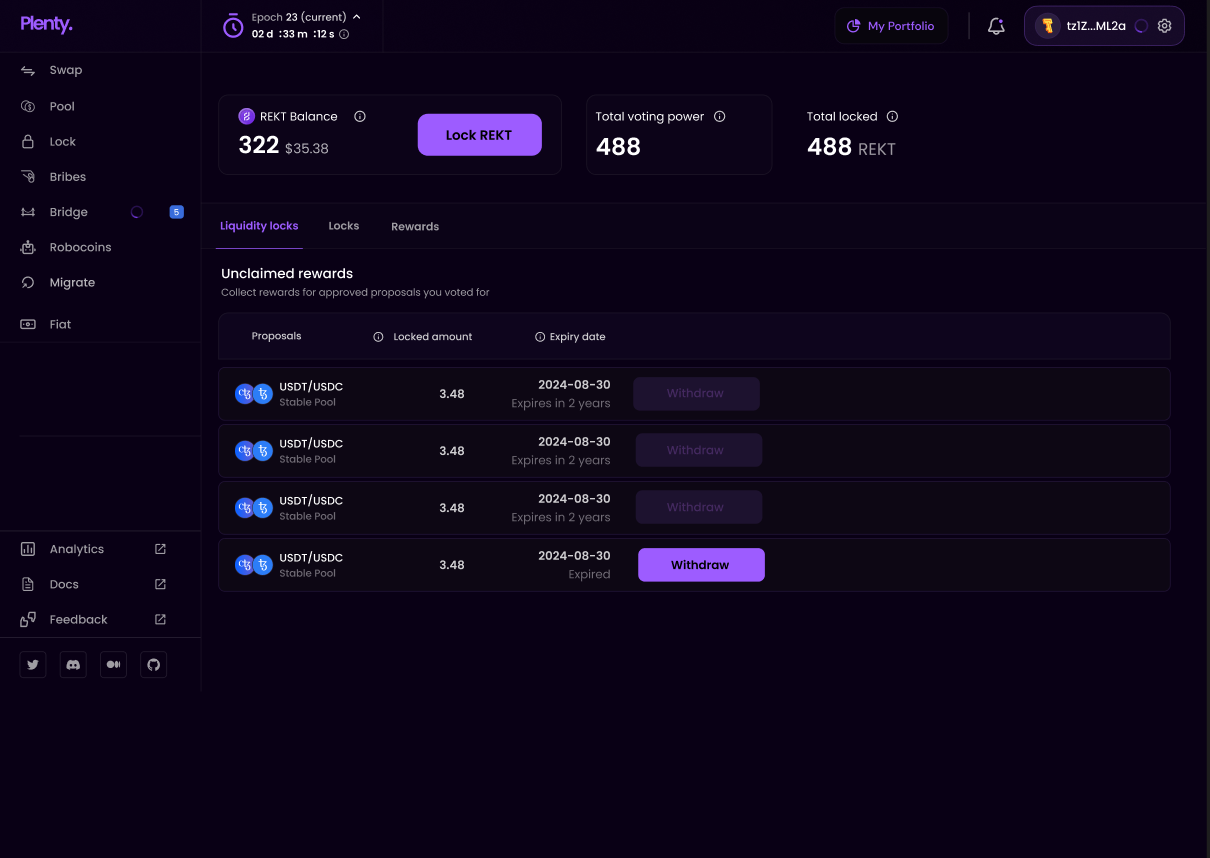 Plenty.
Epoch 23 (current)
02 d :33 m :12 s
My Portfolio
tz1Z...ML2a
Swap
Pool
Lock
Bribes
Bridge 5
Robocoins
Migrate
Fiat
Analytics
Docs
Feedback
REKT Balance
322 $35.38
Lock REKT
Total voting power
488
Total locked
488 REKT
Liquidity locks Locks Rewards
Unclaimed rewards
Collect rewards for approved proposals you voted for
Proposals Locked amount Expiry date
USDT/USDC
Stable Pool
3.48
2024-08-30
Expires in 2 years
Withdraw
USDT/USDC
Stable Pool
3.48
2024-08-30
Expires in 2 years
Withdraw
USDT/USDC
Stable Pool
3.48
2024-08-30
Expires in 2 years
Withdraw
USDT/USDC
Stable Pool
3.48
2024-08-30
Expired
Withdraw